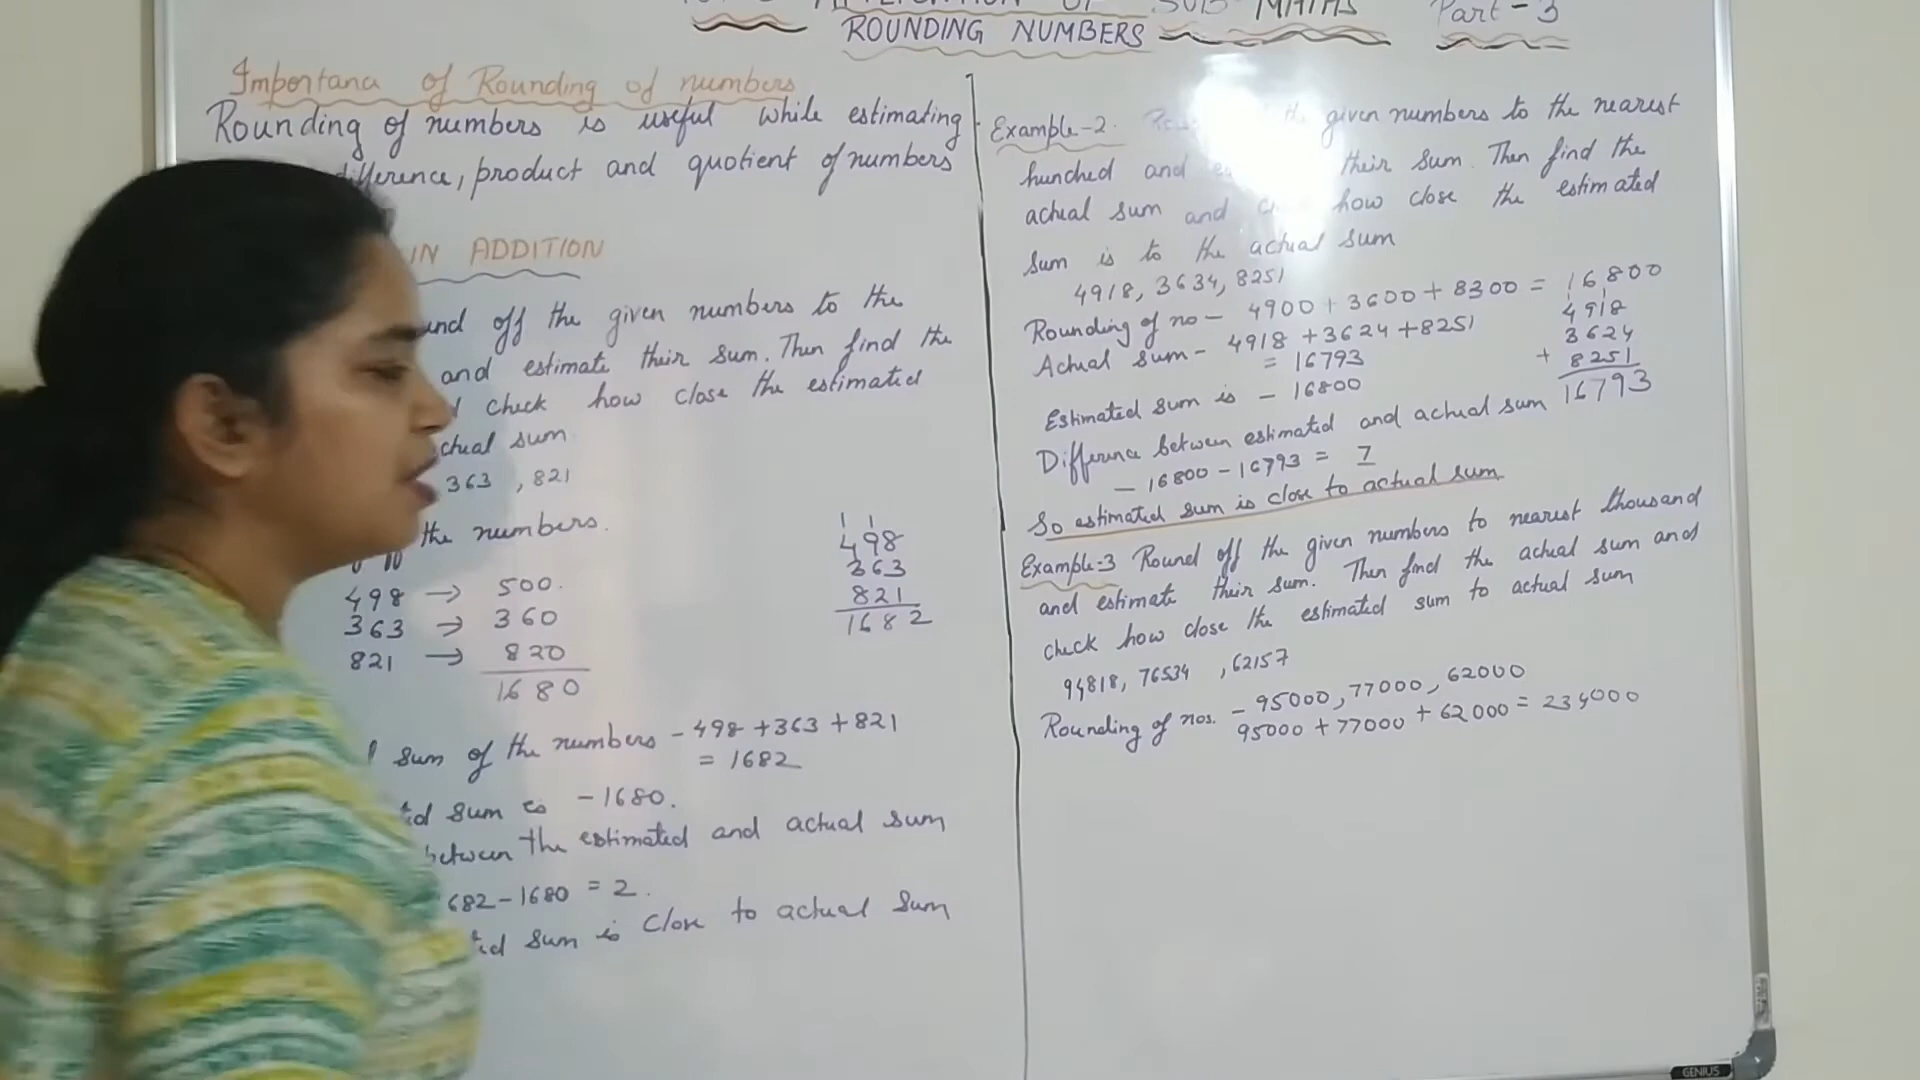 SUB MATHS Part-3
ROUNDING NUMBERS
Importana of Rounding of numbers
Rounding of numbers is useful while estimating
difference, product and quotient of numbers
IN ADDITION
off the given numbers to the
and estimate their sum. Then find the
check how close the estimated
sum
363, 821
the numbers.
498 → 500.
363 → 360
821 → 820
1680
1 1
498
363
821
1682
sum of the numbers - 498 + 363 + 821
= 1682
sum is - 1680.
between the estimated and actual sum
682 - 1680 = 2.
sum is close to actual sum
Example-2. the given numbers to the nearest
hundred and their sum. Then find the
actual sum and how close the estimated
sum is to the actual sum
4918, 3634, 8251
Rounding of no - 4900 + 3600 + 8300 = 16800
Actual sum - 4918 + 3624 + 8251
= 16793
1 1
4918
3624
+ 8251
16793
Estimated sum is - 16800
Difference between estimated and actual sum
- 16800 - 16793 = 7
So estimated sum is close to actual sum
Example-3 Round off the given numbers to nearest thousand
and estimate their sum. Then find the actual sum and
check how close the estimated sum to actual sum
94818, 76534, 62157
Rounding of nos. - 95000, 77000, 62000
95000 + 77000 + 62000 = 234000
GENIUS